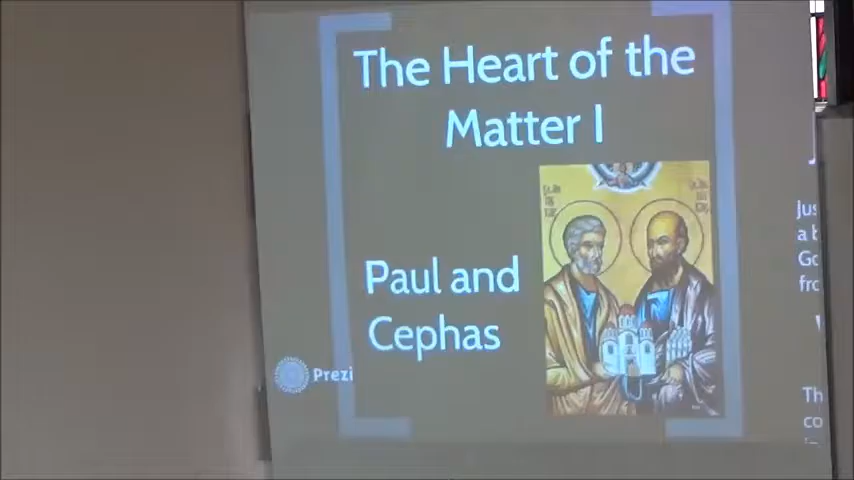 The Heart of the
Matter I
Paul and
Cephas
Prezi